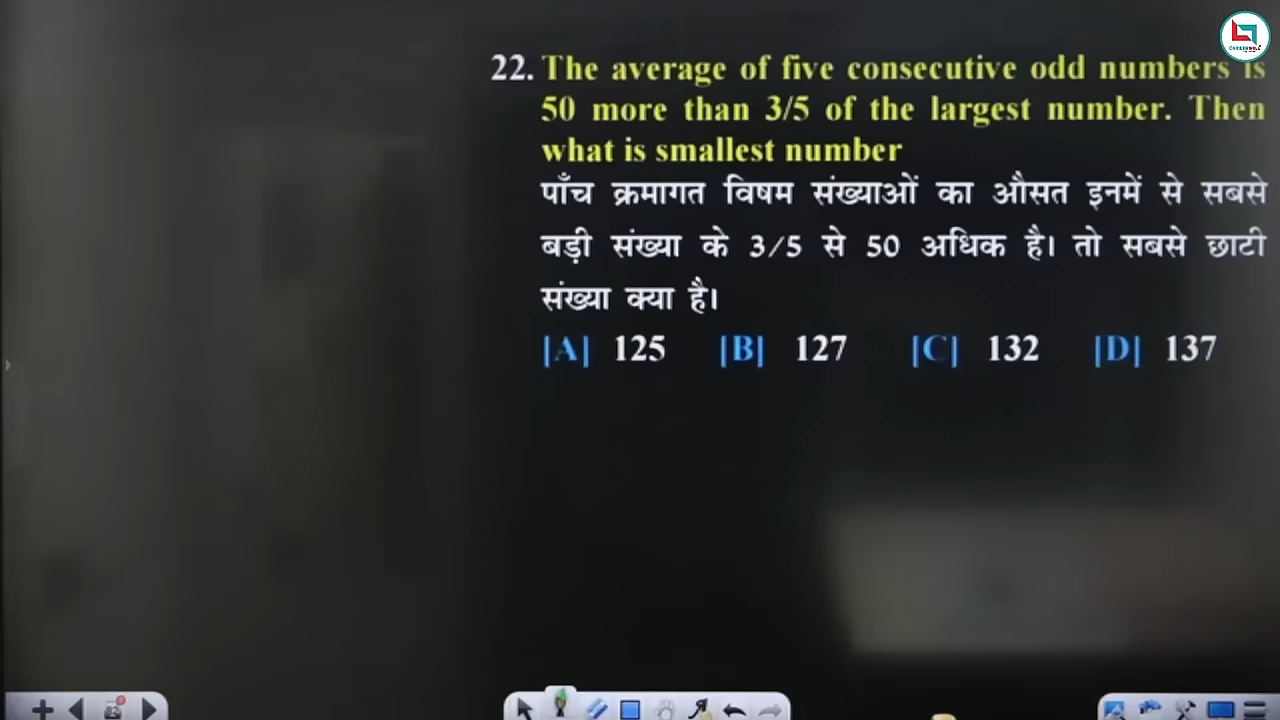 22. The average of five consecutive odd numbers is
50 more than 3/5 of the largest number. Then
what is smallest number
पाँच क्रमागत विषम संख्याओं का औसत इनमें से सबसे
बड़ी संख्या के 3/5 से 50 अधिक है। तो सबसे छाटी
संख्या क्या है।
[A] 125 [B] 127 [C] 132 [D] 137